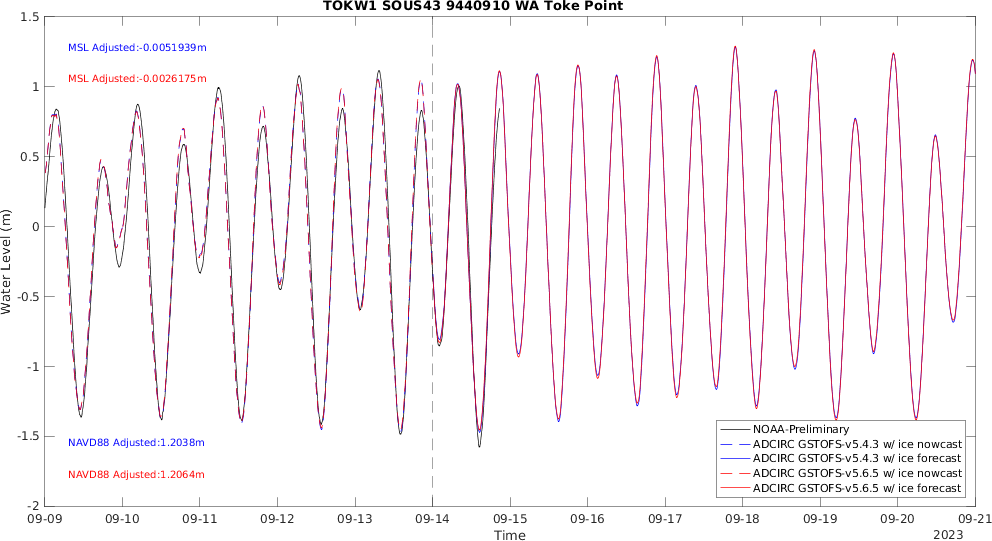 TOKW1 SOUS43 9440910 WA Toke Point
MSL Adjusted:-0.0051939m
MSL Adjusted:-0.0026175m
NAVD88 Adjusted:1.2038m
NAVD88 Adjusted:1.2064m
Water Level (m)
1.5
1
0.5
0
-0.5
-1
-1.5
-2
NOAA-Preliminary
ADCIRC GSTOFS-v5.4.3 w/ ice nowcast
ADCIRC GSTOFS-v5.4.3 w/ ice forecast
ADCIRC GSTOFS-v5.6.5 w/ ice nowcast
ADCIRC GSTOFS-v5.6.5 w/ ice forecast
09-09 09-10 09-11 09-12 09-13 09-14 09-15 09-16 09-17 09-18 09-19 09-20 09-21
Time
2023